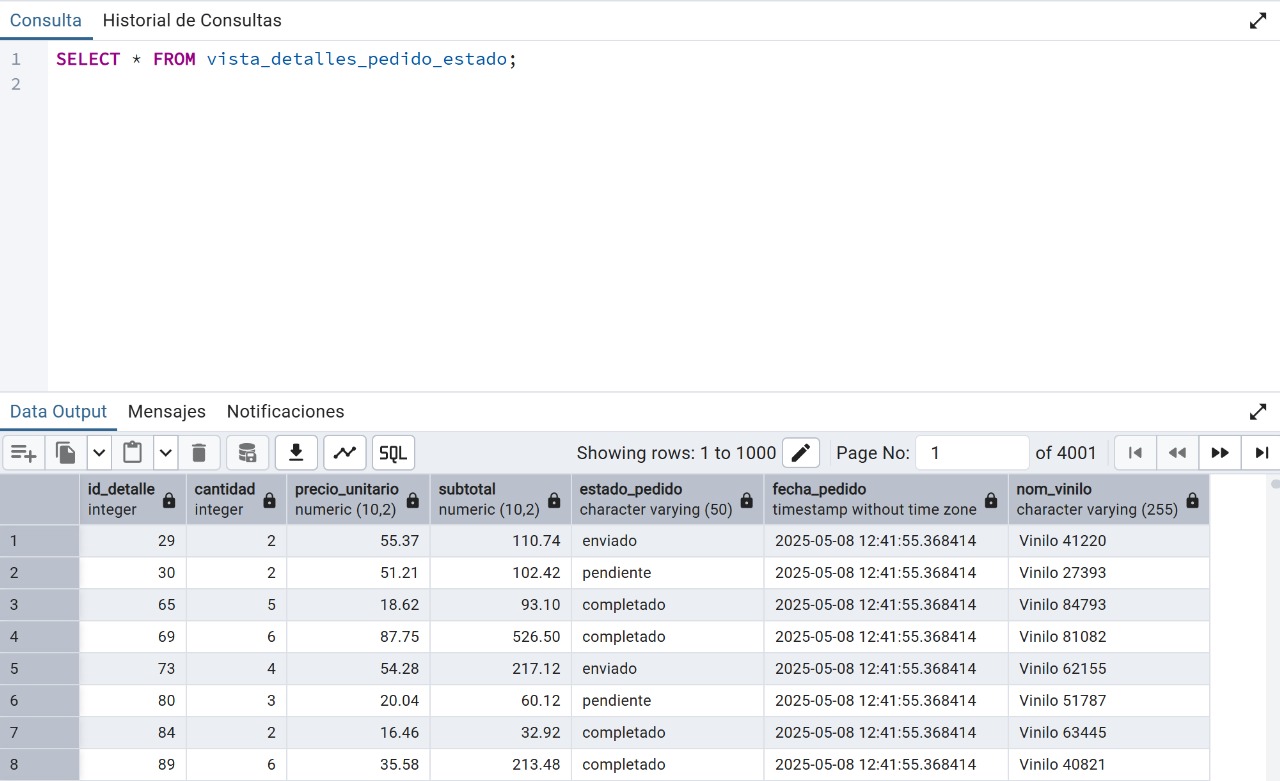 Consulta Historial de Consultas
1 SELECT * FROM vista_detalles_pedido_estado;
2
Data Output Mensajes Notificaciones
SQL Showing rows: 1 to 1000 Page No: 1 of 4001
id_detalle cantidad precio_unitario subtotal estado_pedido fecha_pedido nom_vinilo
integer integer numeric (10,2) numeric (10,2) character varying (50) timestamp without time zone character varying (255)
1 29 2 55.37 110.74 enviado 2025-05-08 12:41:55.368414 Vinilo 41220
2 30 2 51.21 102.42 pendiente 2025-05-08 12:41:55.368414 Vinilo 27393
3 65 5 18.62 93.10 completado 2025-05-08 12:41:55.368414 Vinilo 84793
4 69 6 87.75 526.50 completado 2025-05-08 12:41:55.368414 Vinilo 81082
5 73 4 54.28 217.12 enviado 2025-05-08 12:41:55.368414 Vinilo 62155
6 80 3 20.04 60.12 pendiente 2025-05-08 12:41:55.368414 Vinilo 51787
7 84 2 16.46 32.92 completado 2025-05-08 12:41:55.368414 Vinilo 63445
8 89 6 35.58 213.48 completado 2025-05-08 12:41:55.368414 Vinilo 40821